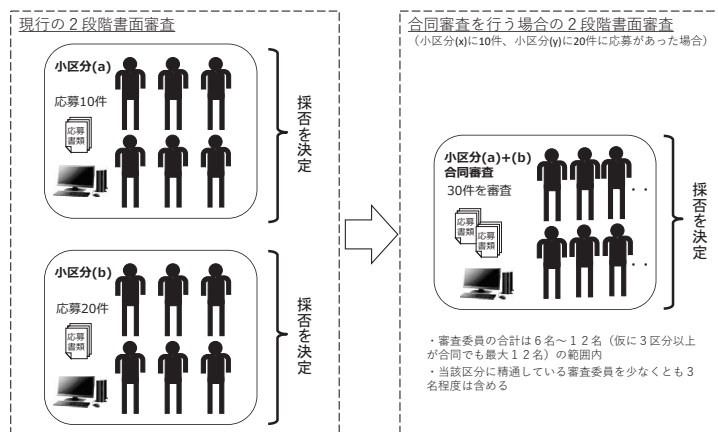 現行の２段階書面審査
小区分(a)
応募10件
応募
書類
採否を決定
小区分(b)
応募20件
応募
書類
採否を決定
合同審査を行う場合の２段階書面審査
（小区分(x)に10件、小区分(y)に20件に応募があった場合）
小区分(a)+(b)
合同審査
30件を審査
応募
書類
応募
書類
‥
‥
採否を決定
・審査委員の合計は６名～１２名（仮に３区分以上
が合同でも最大１２名）の範囲内
・当該区分に精通している審査委員を少なくとも３
名程度は含める